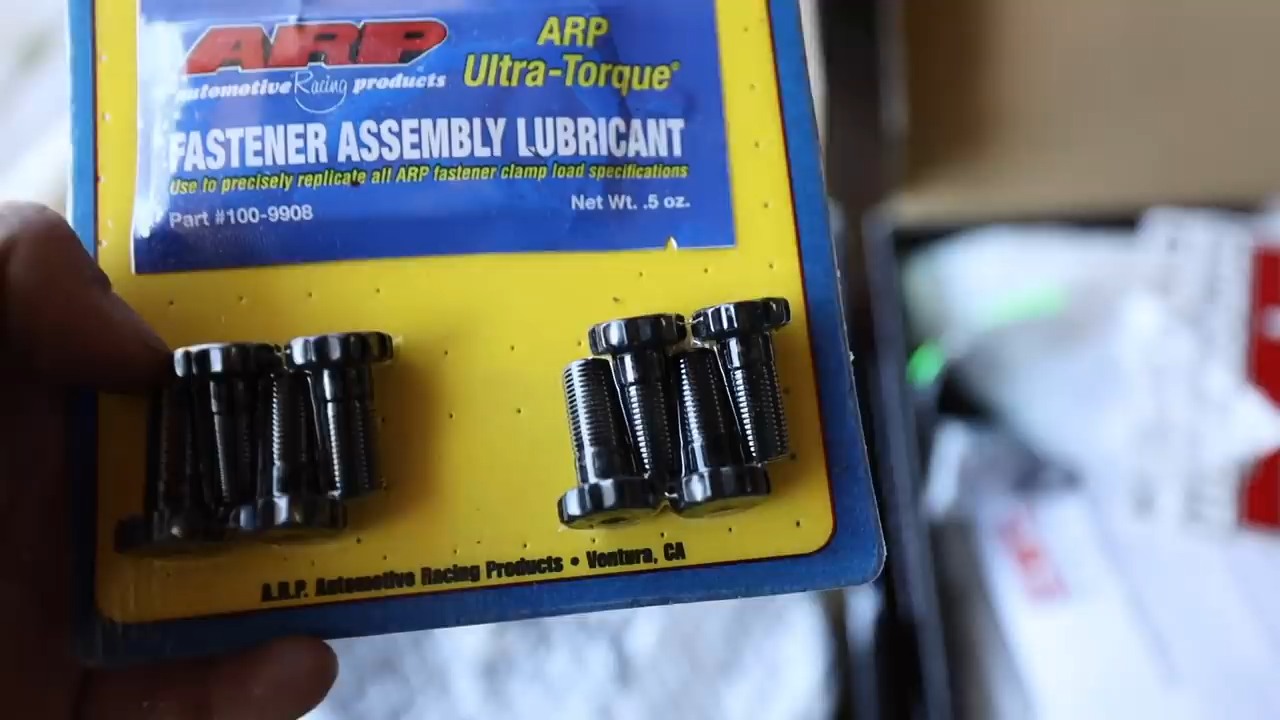 ARP
automotive Racing products
ARP
Ultra-Torque®
FASTENER ASSEMBLY LUBRICANT
Use to precisely replicate all ARP fastener clamp load specifications
Part #100-9908
Net Wt. .5 oz.
A.R.P. Automotive Racing Products • Ventura, CA